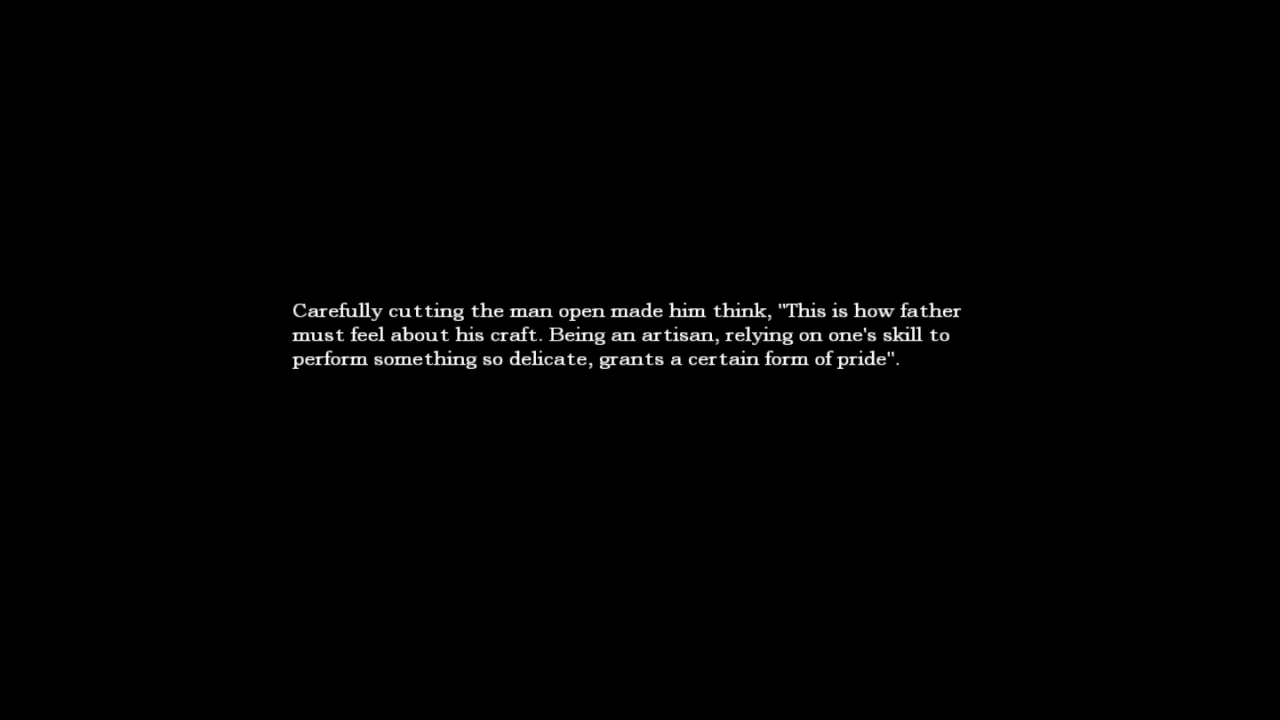 Carefully cutting the man open made him think, "This is how father
must feel about his craft. Being an artisan, relying on one's skill to
perform something so delicate, grants a certain form of pride".